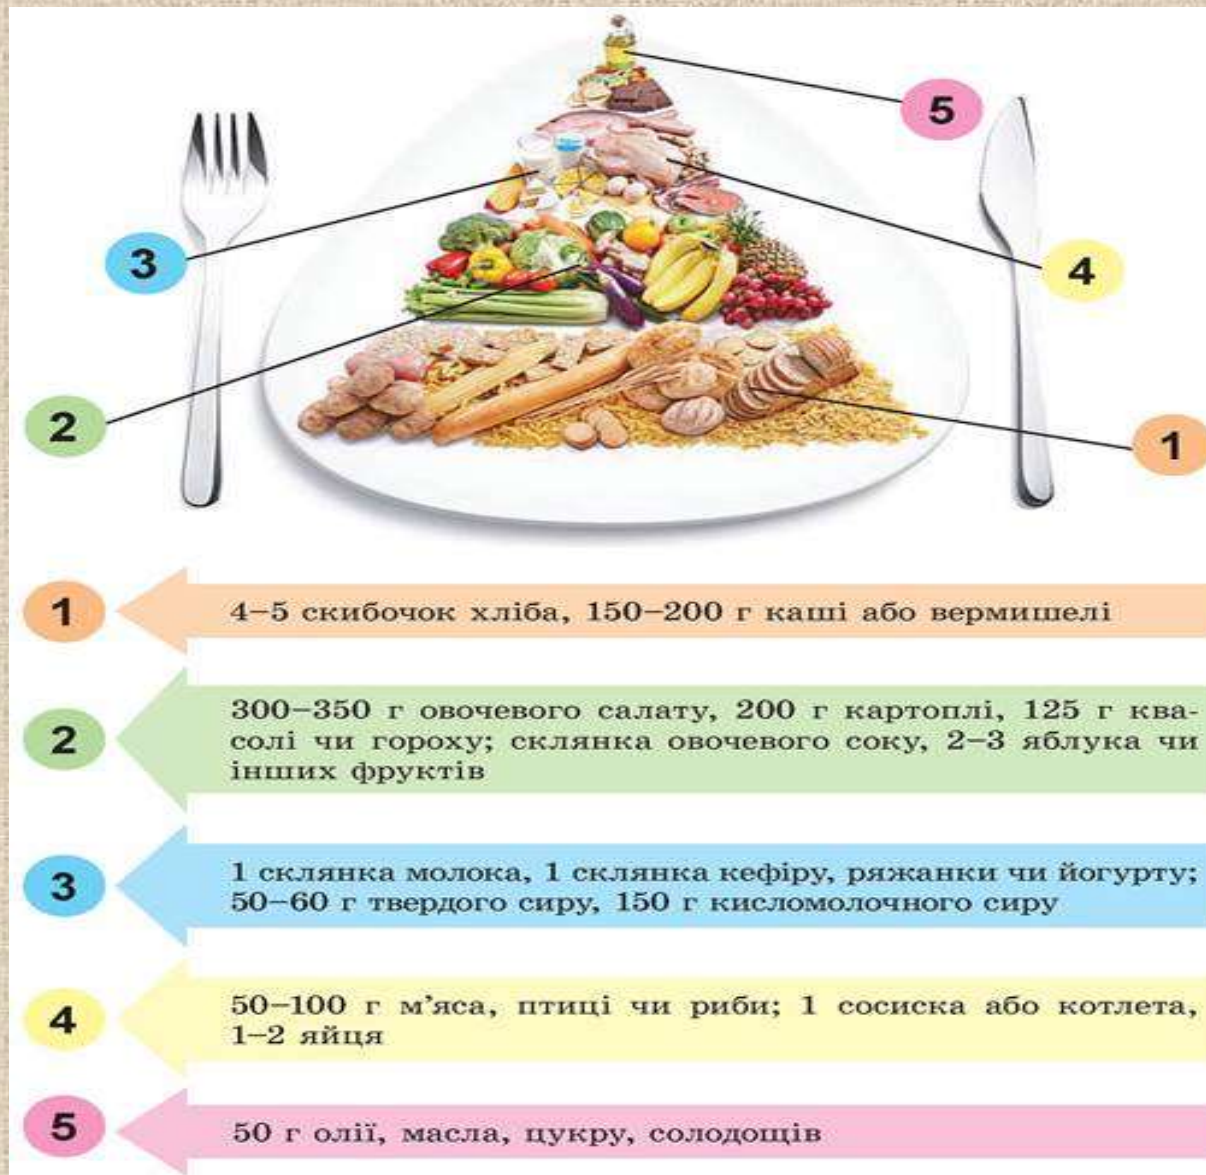 5
3
4
2
1
1
4–5 скибочок хліба, 150–200 г каші або вермишелі
2
300–350 г овочевого салату, 200 г картоплі, 125 г ква-
солі чи гороху; склянка овочевого соку, 2–3 яблука чи
інших фруктів
3
1 склянка молока, 1 склянка кефіру, ряжанки чи йогурту;
50–60 г твердого сиру, 150 г кисломолочного сиру
4
50–100 г м’яса, птиці чи риби; 1 сосиска або котлета,
1–2 яйця
5
50 г олії, масла, цукру, солодощів